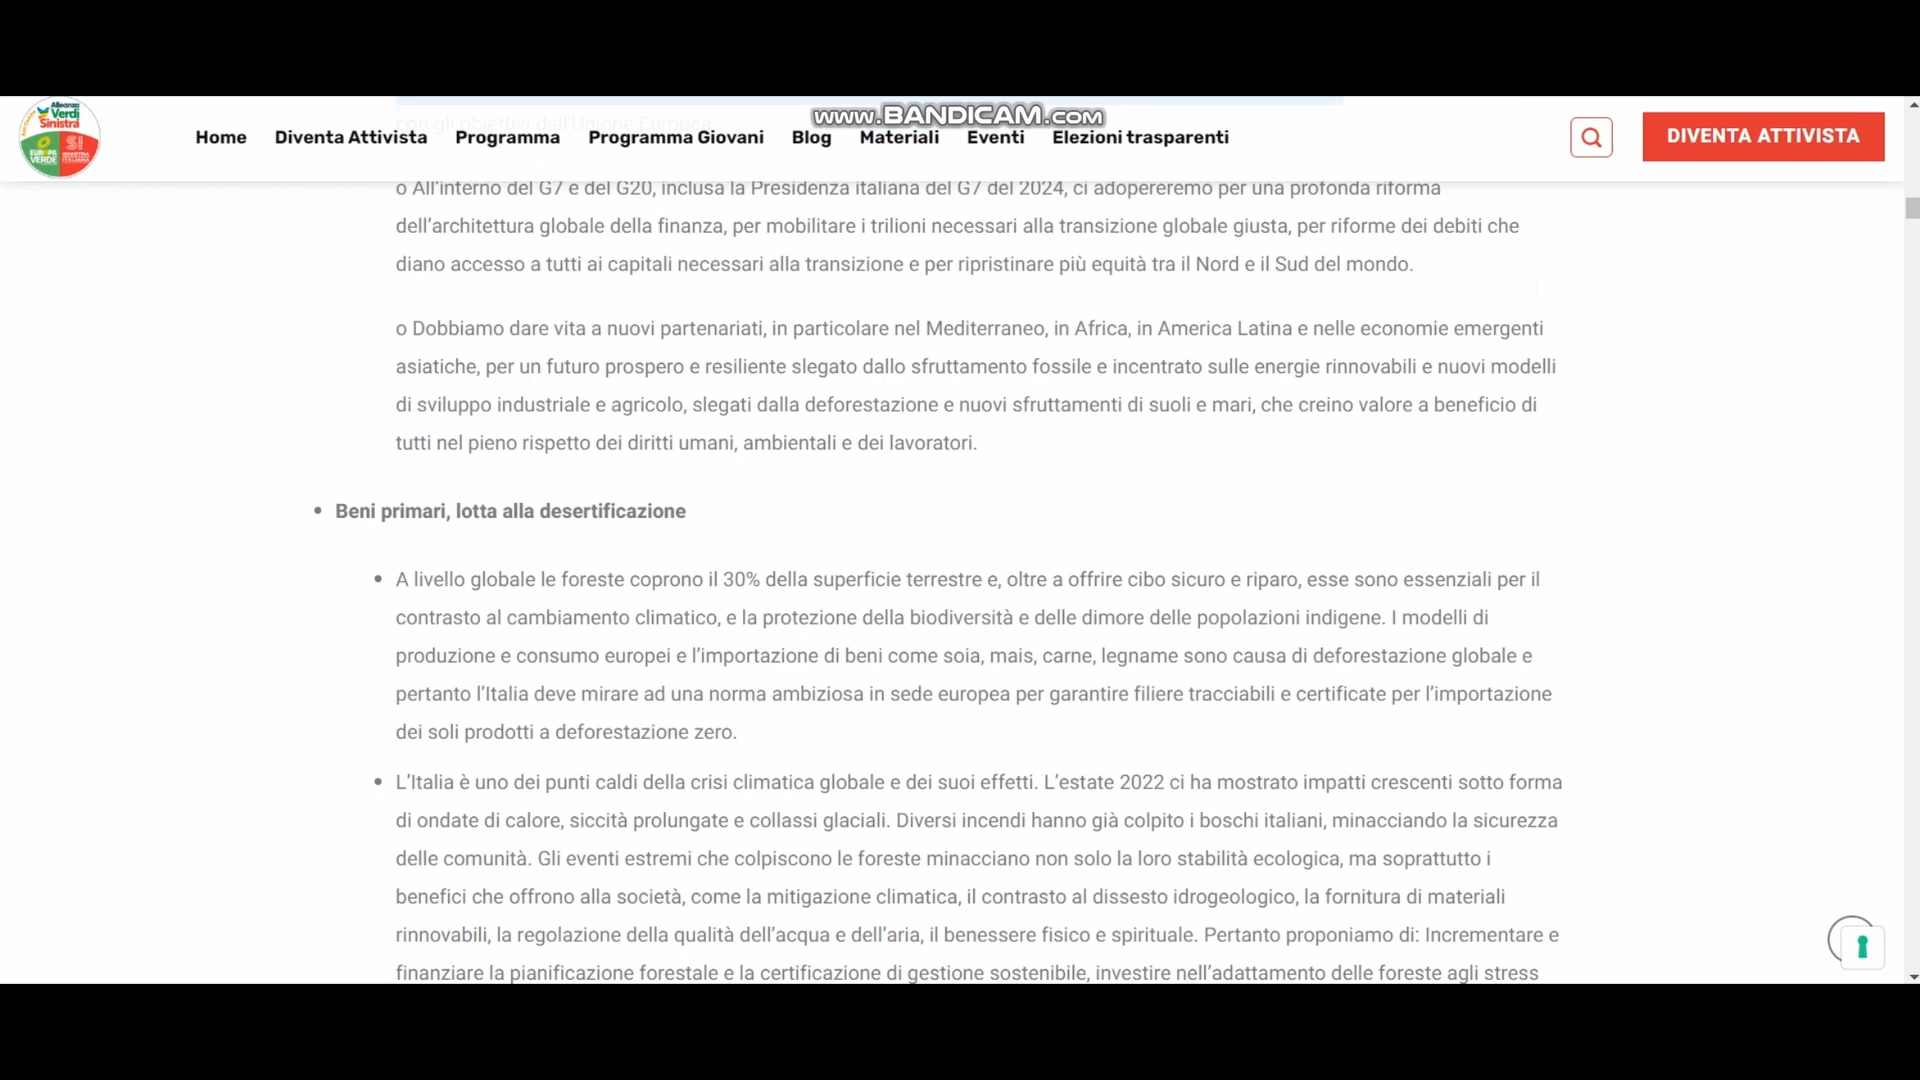 www.BANDICAM.com
Alleanza
Verdi
Sinistra
EUROPA
VERDE
SI
SINISTRA
ITALIANA
Home
Diventa Attivista
Programma
Programma Giovani
Blog
Materiali
Eventi
Elezioni trasparenti
DIVENTA ATTIVISTA
con gli obiettivi dell'Unione Europea
o All'interno del G7 e del G20, inclusa la Presidenza italiana del G7 del 2024, ci adopereremo per una profonda riforma
dell'architettura globale della finanza, per mobilitare i trilioni necessari alla transizione globale giusta, per riforme dei debiti che
diano accesso a tutti ai capitali necessari alla transizione e per ripristinare più equità tra il Nord e il Sud del mondo.
o Dobbiamo dare vita a nuovi partenariati, in particolare nel Mediterraneo, in Africa, in America Latina e nelle economie emergenti
asiatiche, per un futuro prospero e resiliente slegato dallo sfruttamento fossile e incentrato sulle energie rinnovabili e nuovi modelli
di sviluppo industriale e agricolo, slegati dalla deforestazione e nuovi sfruttamenti di suoli e mari, che creino valore a beneficio di
tutti nel pieno rispetto dei diritti umani, ambientali e dei lavoratori.
• Beni primari, lotta alla desertificazione
• A livello globale le foreste coprono il 30% della superficie terrestre e, oltre a offrire cibo sicuro e riparo, esse sono essenziali per il
contrasto al cambiamento climatico, e la protezione della biodiversità e delle dimore delle popolazioni indigene. I modelli di
produzione e consumo europei e l'importazione di beni come soia, mais, carne, legname sono causa di deforestazione globale e
pertanto l'Italia deve mirare ad una norma ambiziosa in sede europea per garantire filiere tracciabili e certificate per l'importazione
dei soli prodotti a deforestazione zero.
• L'Italia è uno dei punti caldi della crisi climatica globale e dei suoi effetti. L'estate 2022 ci ha mostrato impatti crescenti sotto forma
di ondate di calore, siccità prolungate e collassi glaciali. Diversi incendi hanno già colpito i boschi italiani, minacciando la sicurezza
delle comunità. Gli eventi estremi che colpiscono le foreste minacciano non solo la loro stabilità ecologica, ma soprattutto i
benefici che offrono alla società, come la mitigazione climatica, il contrasto al dissesto idrogeologico, la fornitura di materiali
rinnovabili, la regolazione della qualità dell'acqua e dell'aria, il benessere fisico e spirituale. Pertanto proponiamo di: Incrementare e
finanziare la pianificazione forestale e la certificazione di gestione sostenibile, investire nell'adattamento delle foreste agli stress